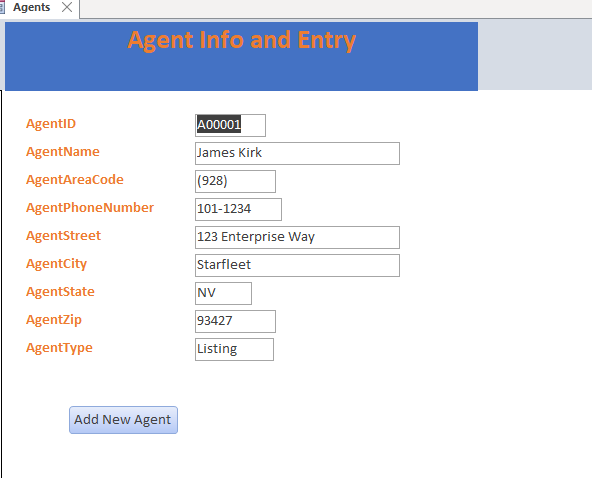 Agents
Agent Info and Entry
AgentID A00001
AgentName James Kirk
AgentAreaCode (928)
AgentPhoneNumber 101-1234
AgentStreet 123 Enterprise Way
AgentCity Starfleet
AgentState NV
AgentZip 93427
AgentType Listing
Add New Agent